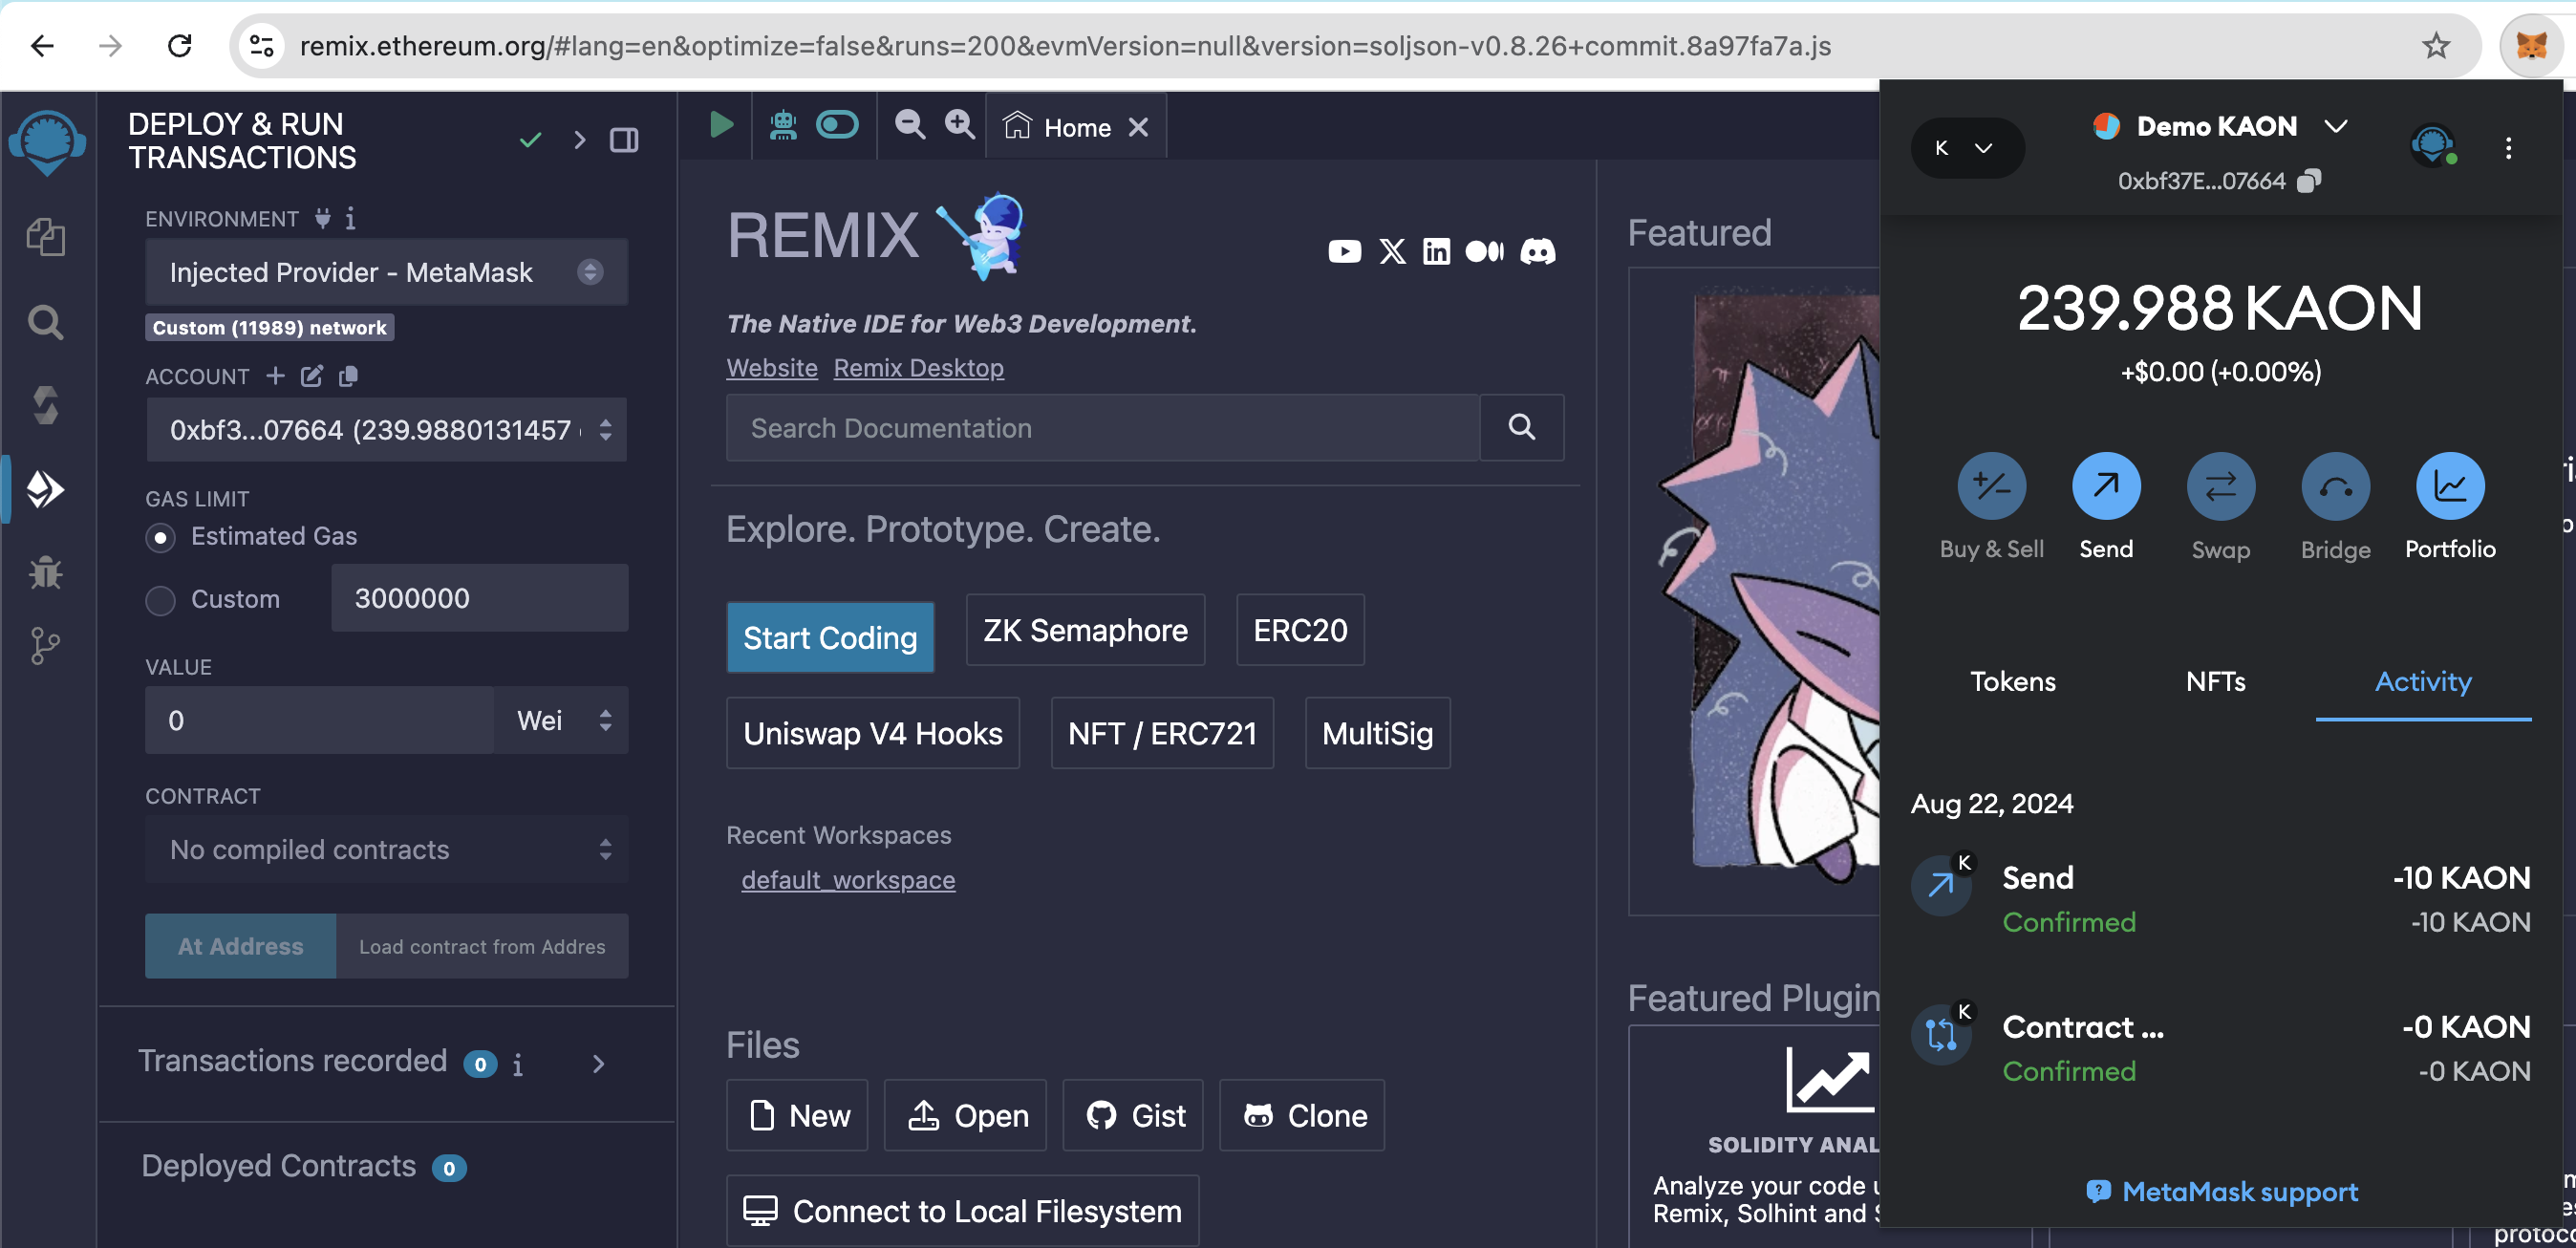 remix.ethereum.org/#lang=en&optimize=false&runs=200&evmVersion=null&version=soljson-v0.8.26+commit.8a97fa7a.js
DEPLOY & RUN
TRANSACTIONS
ENVIRONMENT
Injected Provider - MetaMask
Custom (11989) network
ACCOUNT
0xbf3...07664 (239.9880131457
GAS LIMIT
Estimated Gas
Custom
3000000
VALUE
0
Wei
CONTRACT
No compiled contracts
At Address
Load contract from Addres
Transactions recorded 0
Deployed Contracts 0
Home
REMIX
The Native IDE for Web3 Development.
Website Remix Desktop
Search Documentation
Explore. Prototype. Create.
Start Coding
ZK Semaphore
ERC20
Uniswap V4 Hooks
NFT / ERC721
MultiSig
Recent Workspaces
default_workspace
Files
New
Open
Gist
Clone
Connect to Local Filesystem
Featured
Featured Plugin
SOLIDITY ANAL
Analyze your code
Remix, Solhint and
K
Demo KAON
0xbf37E...07664
239.988 KAON
+$0.00 (+0.00%)
Buy & Sell
Send
Swap
Bridge
Portfolio
Tokens
NFTs
Activity
Aug 22, 2024
K
Send
-10 KAON
Confirmed
-10 KAON
K
Contract ...
-0 KAON
Confirmed
-0 KAON
MetaMask support